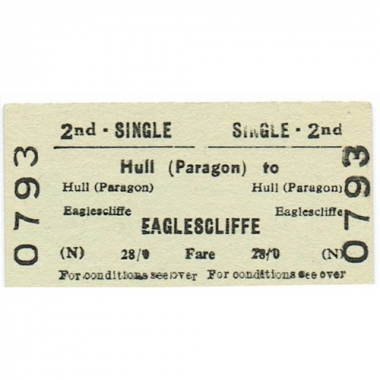 2nd - SINGLE SINGLE - 2nd
Hull (Paragon) to
Hull (Paragon) Hull (Paragon)
Eaglescliffe Eaglescliffe
EAGLESCLIFFE
(N) 28/0 Fare 28/0 (N)
For conditions see over For conditions see over
0793 0793